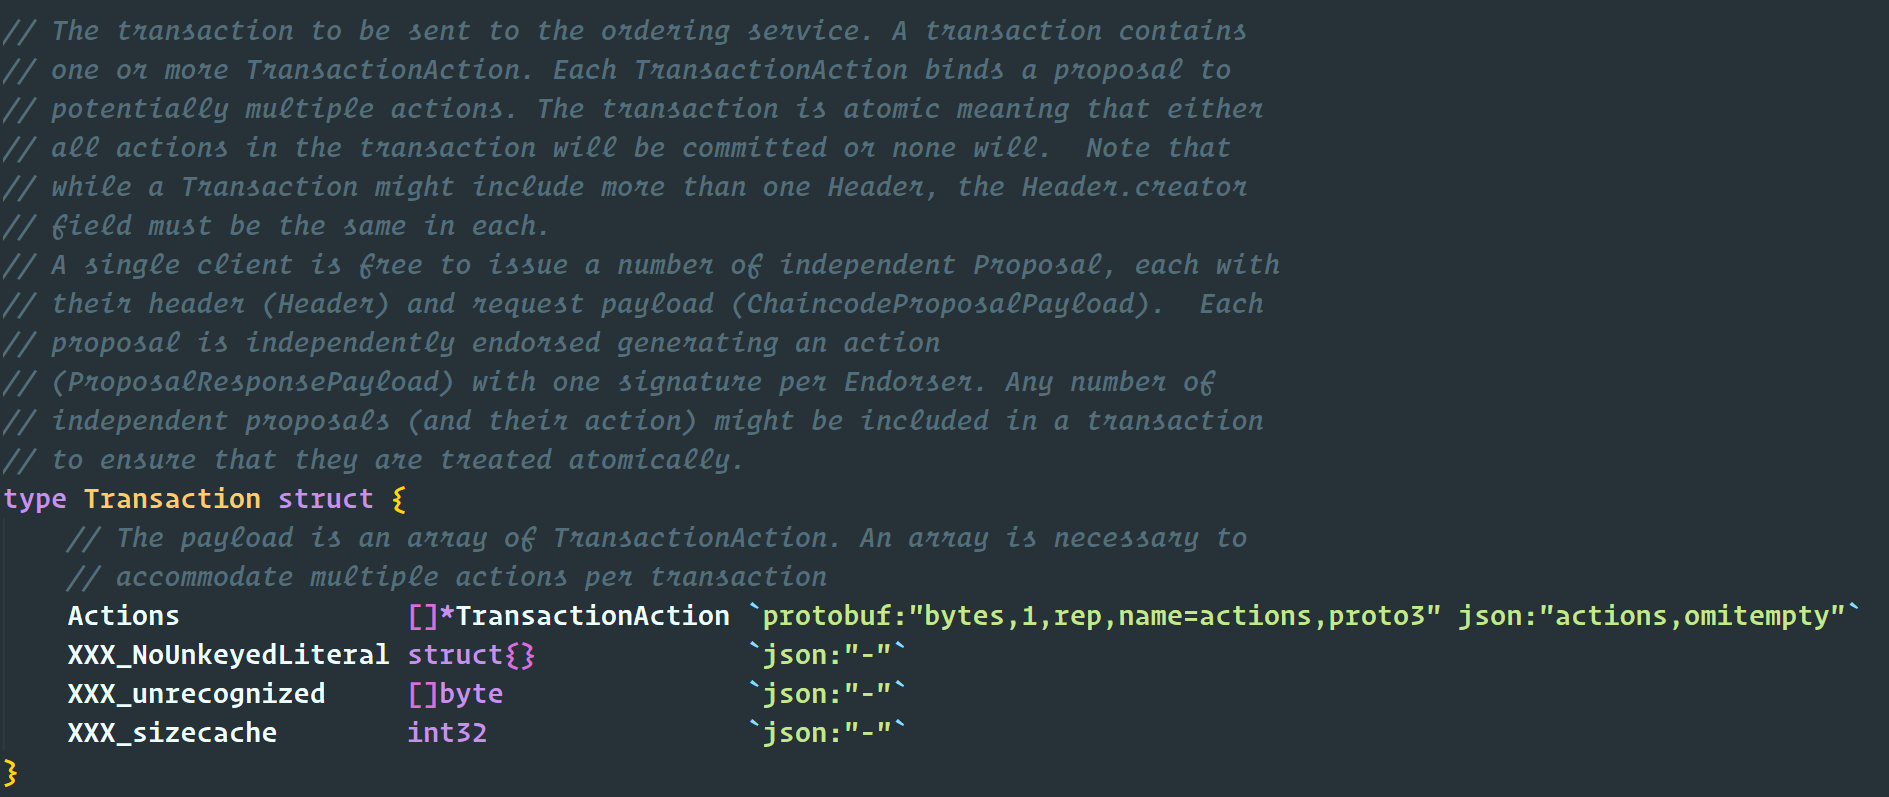 // The transaction to be sent to the ordering service. A transaction contains
// one or more TransactionAction. Each TransactionAction binds a proposal to
// potentially multiple actions. The transaction is atomic meaning that either
// all actions in the transaction will be committed or none will.  Note that
// while a Transaction might include more than one Header, the Header.creator
// field must be the same in each.
// A single client is free to issue a number of independent Proposal, each with
// their header (Header) and request payload (ChaincodeProposalPayload).  Each
// proposal is independently endorsed generating an action
// (ProposalResponsePayload) with one signature per Endorser. Any number of
// independent proposals (and their action) might be included in a transaction
// to ensure that they are treated atomically.
type Transaction struct {
    // The payload is an array of TransactionAction. An array is necessary to
    // accommodate multiple actions per transaction
    Actions              []*TransactionAction `protobuf:"bytes,1,rep,name=actions,proto3" json:"actions,omitempty"`
    XXX_NoUnkeyedLiteral struct{}             `json:"-"`
    XXX_unrecognized     []byte               `json:"-"`
    XXX_sizecache        int32                `json:"-"`
}